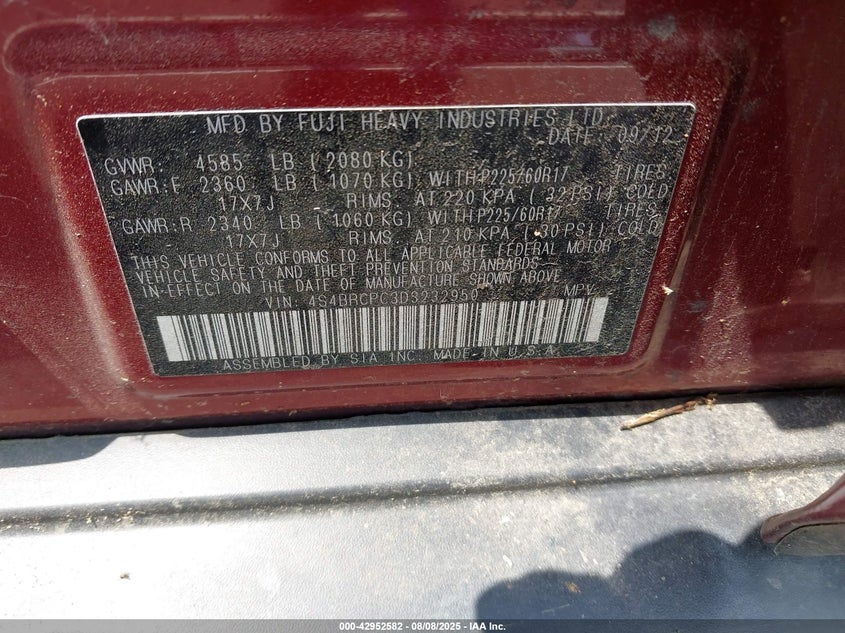 MFD BY FUJI HEAVY INDUSTRIES LTD.
DATE: 09/12
GVWR: 4585 LB (2080 KG)
GAWR:F 2360 LB (1070 KG) WITH P225/60R17 TIRES
17X7J RIMS. AT 220 KPA (32 PSI) COLD
GAWR:R 2340 LB (1060 KG) WITH P225/60R17 TIRES
17X7J RIMS. AT 210 KPA (30 PSI) COLD
THIS VEHICLE CONFORMS TO ALL APPLICABLE FEDERAL MOTOR
VEHICLE SAFETY AND THEFT PREVENTION STANDARDS
IN EFFECT ON THE DATE OF MANUFACTURE SHOWN ABOVE
VIN: 4S4BRCPC3D3232950 MPV
ASSEMBLED BY S.I.A INC. MADE IN U.S.A.
000-42952582 | 08/08/2025 - IAA Inc.